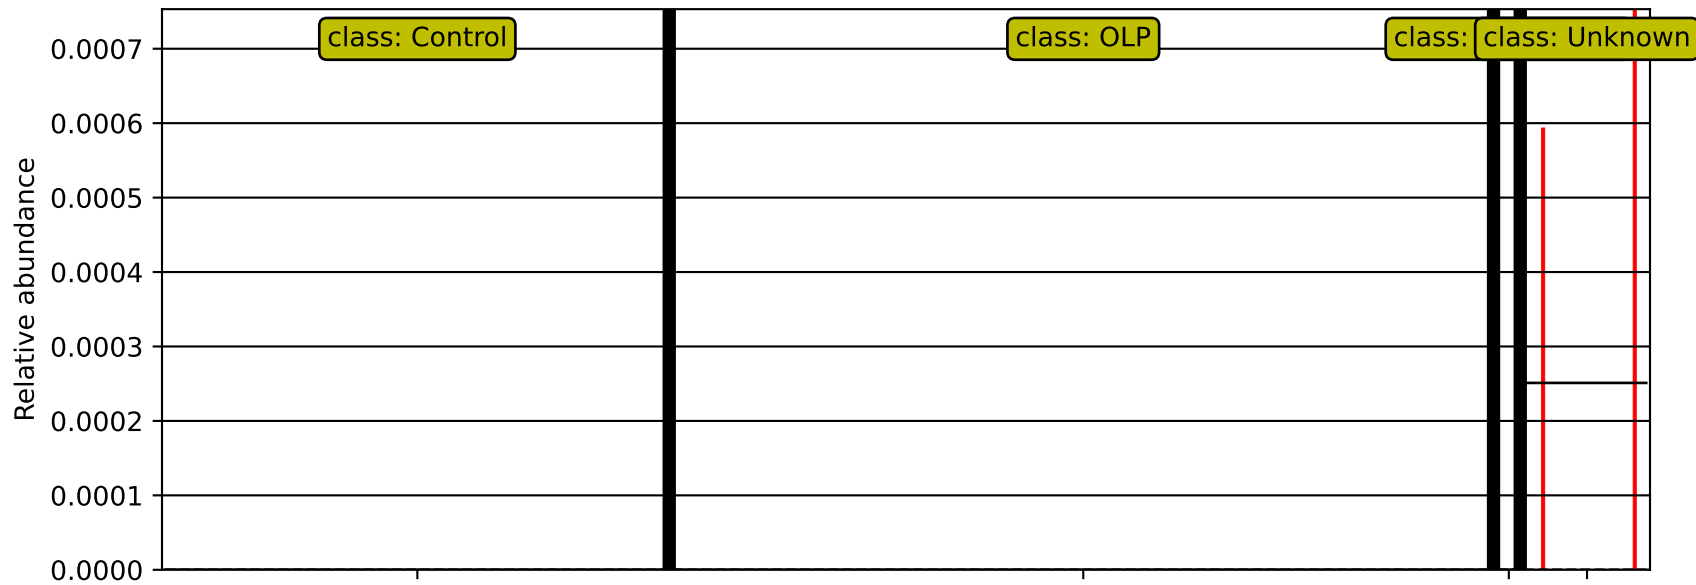 class: Control
class: OLP
class:
class: Unknown
Relative abundance
0.0007
0.0006
0.0005
0.0004
0.0003
0.0002
0.0001
0.0000